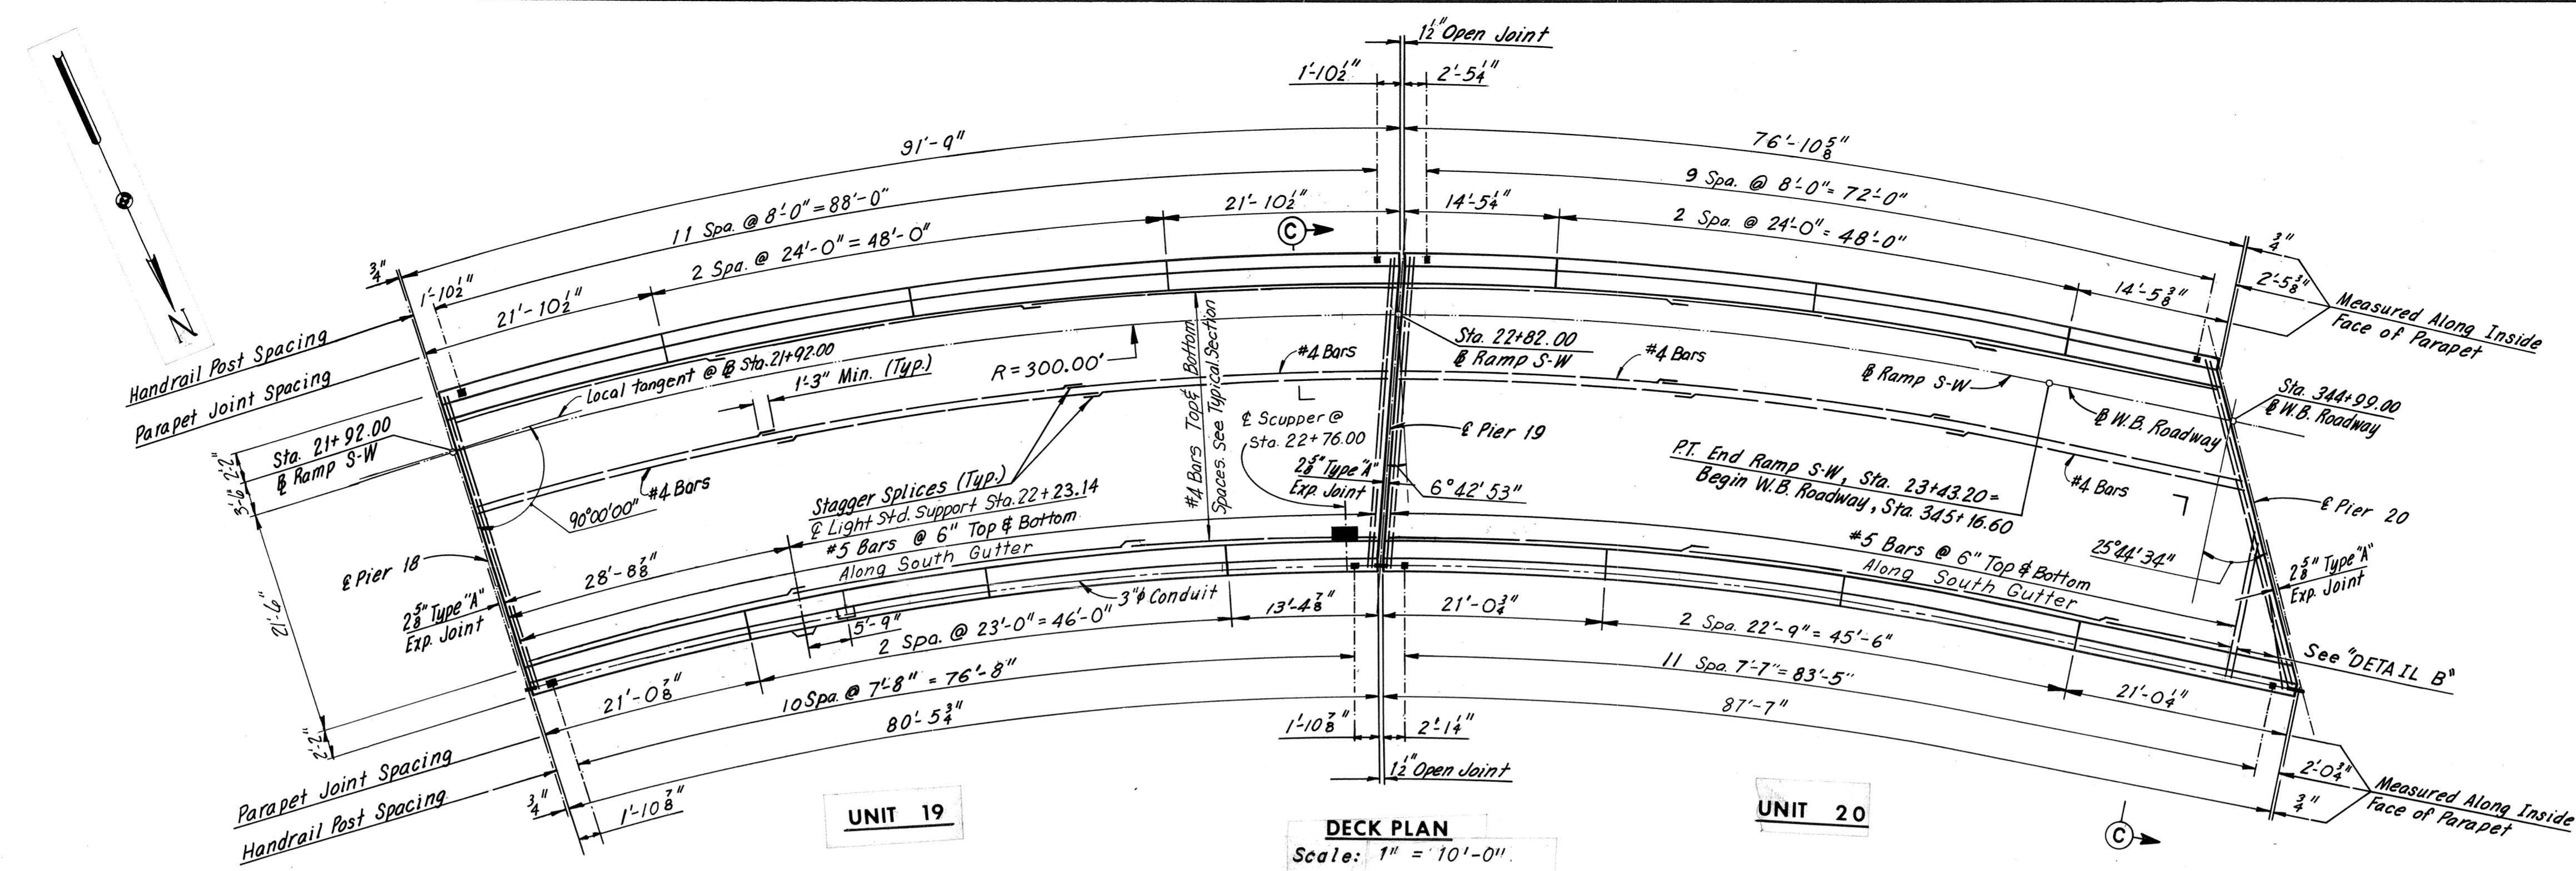 1½" Open Joint
1'-10½"
2'-5¼"
91'-9"
76'-10⅝"
11 Spa. @ 8'-0" = 88'-0"
9 Spa. @ 8'-0" = 72'-0"
2 Spa. @ 24'-0" = 48'-0"
21'-10½"
14'-5¼"
2 Spa. @ 24'-0" = 48'-0"
C
¾"
1'-10½"
21'-10½"
¾"
2'-5⅜"
14'-5⅜"
Measured Along Inside
Face of Parapet
N
Handrail Post Spacing
Parapet Joint Spacing
Local tangent @ ℄ Sta. 21+92.00
1'-3" Min. (Typ.)
R = 300.00'
#4 Bars Top & Bottom
Spaces. See Typical Section
#4 Bars
Sta. 22+82.00
℄ Ramp S-W
#4 Bars
℄ Ramp S-W
℄ W.B. Roadway
Sta. 344+99.00
℄ W.B. Roadway
Sta. 21+92.00
℄ Ramp S-W
2'-2"
3'-6"
21'-6"
2'-2"
#4 Bars
90°00'00"
℄ Scupper @
Sta. 22+76.00
2⅝" Type "A"
Exp. Joint
℄ Pier 19
6°42'53"
P.T. End Ramp S-W, Sta. 23+43.20 =
Begin W.B. Roadway, Sta. 345+16.60
#4 Bars
℄ Pier 20
Stagger Splices (Typ.)
℄ Light Std. Support Sta. 22+23.14
#5 Bars @ 6" Top & Bottom
Along South Gutter
28'-8⅞"
℄ Pier 18
2⅝" Type "A"
Exp. Joint
#5 Bars @ 6" Top & Bottom
Along South Gutter
25°44'34"
2⅝" Type "A"
Exp. Joint
See "DETAIL B"
3"ϕ Conduit
5'-9"
13'-4⅞"
21'-0¾"
2 Spa. @ 23'-0" = 46'-0"
2 Spa. 22'-9" = 45'-6"
21'-0⅞"
10 Spa. @ 7'-8" = 76'-8"
11 Spa. 7'-7" = 83'-5"
21'-0¼"
80'-5¾"
87'-7"
1'-10⅞"
2'-1¼"
1½" Open Joint
Parapet Joint Spacing
Handrail Post Spacing
¾"
1'-10⅞"
2'-0¾"
¾"
Measured Along Inside
Face of Parapet
C
UNIT 19
UNIT 20
DECK PLAN
Scale: 1" = 10'-0"